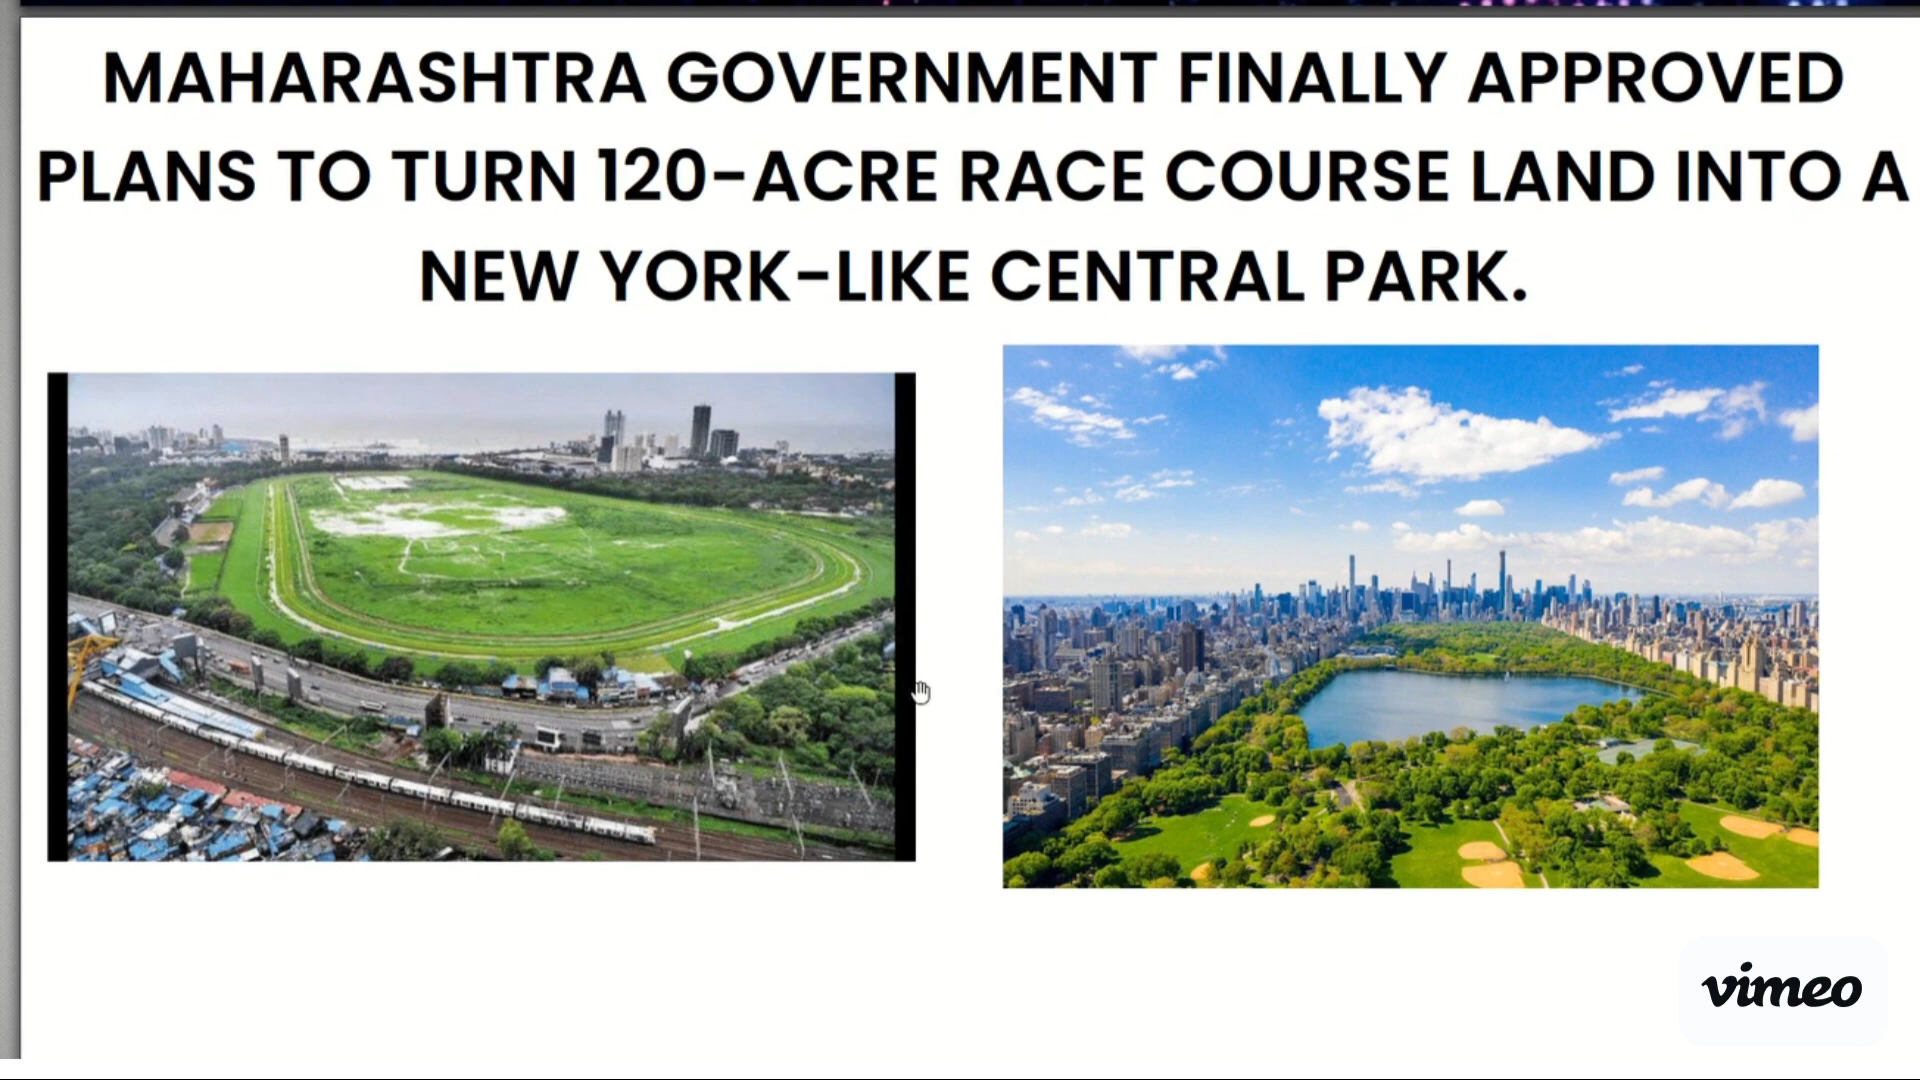 MAHARASHTRA GOVERNMENT FINALLY APPROVED
PLANS TO TURN 120-ACRE RACE COURSE LAND INTO A
NEW YORK-LIKE CENTRAL PARK.
vimeo